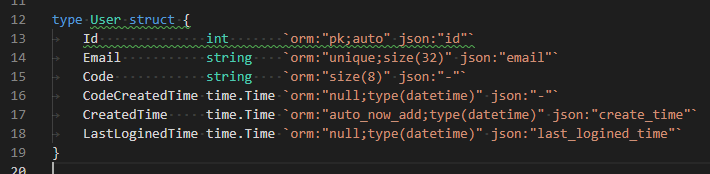 12 type User struct {
13 Id int `orm:"pk;auto" json:"id"`
14 Email string `orm:"unique;size(32)" json:"email"`
15 Code string `orm:"size(8)" json:"-"`
16 CodeCreatedTime time.Time `orm:"null;type(datetime)" json:"-"`
17 CreatedTime time.Time `orm:"auto_now_add;type(datetime)" json:"create_time"`
18 LastLoginedTime time.Time `orm:"null;type(datetime)" json:"last_logined_time"`
19 }
20